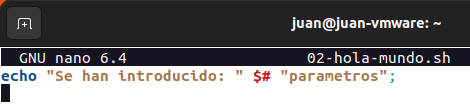 juan@juan-vmware: ~
GNU nano 6.4 02-hola-mundo.sh
echo "Se han introducido: " $# "parametros";